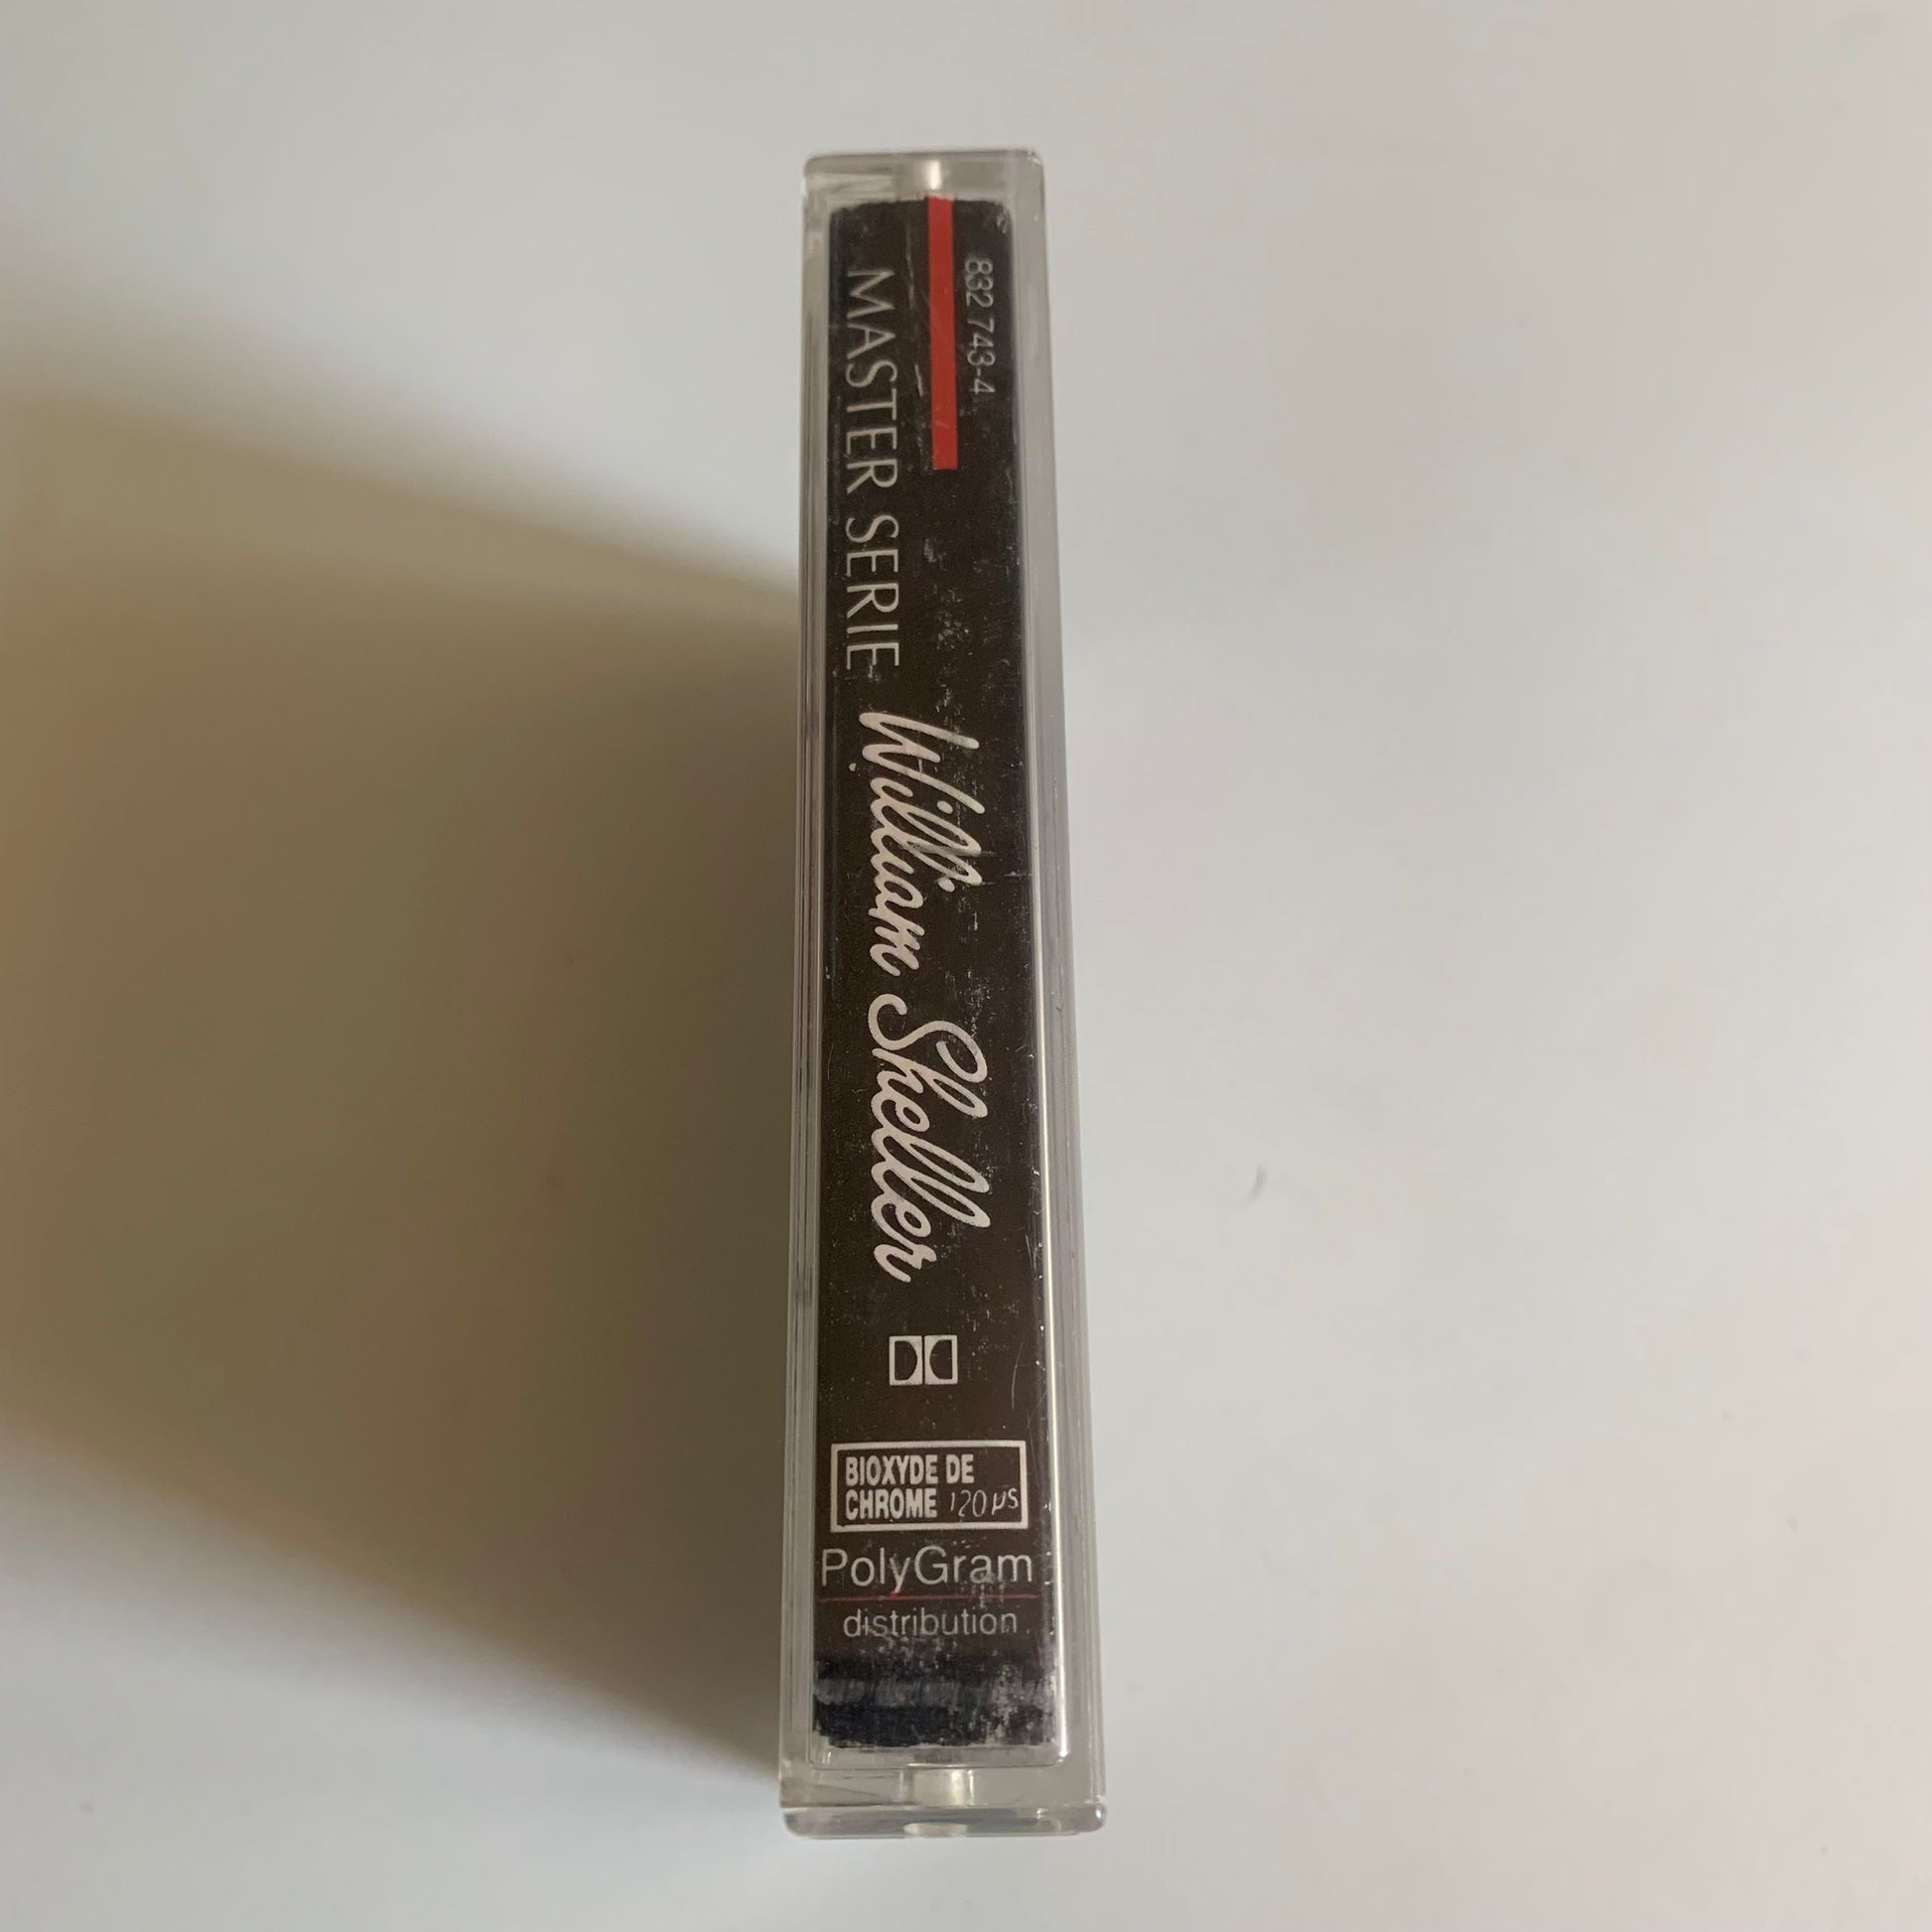 832 743-4
MASTER SERIE
William Sheller
BIOXYDE DE
CHROME 120 µs
PolyGram
distribution